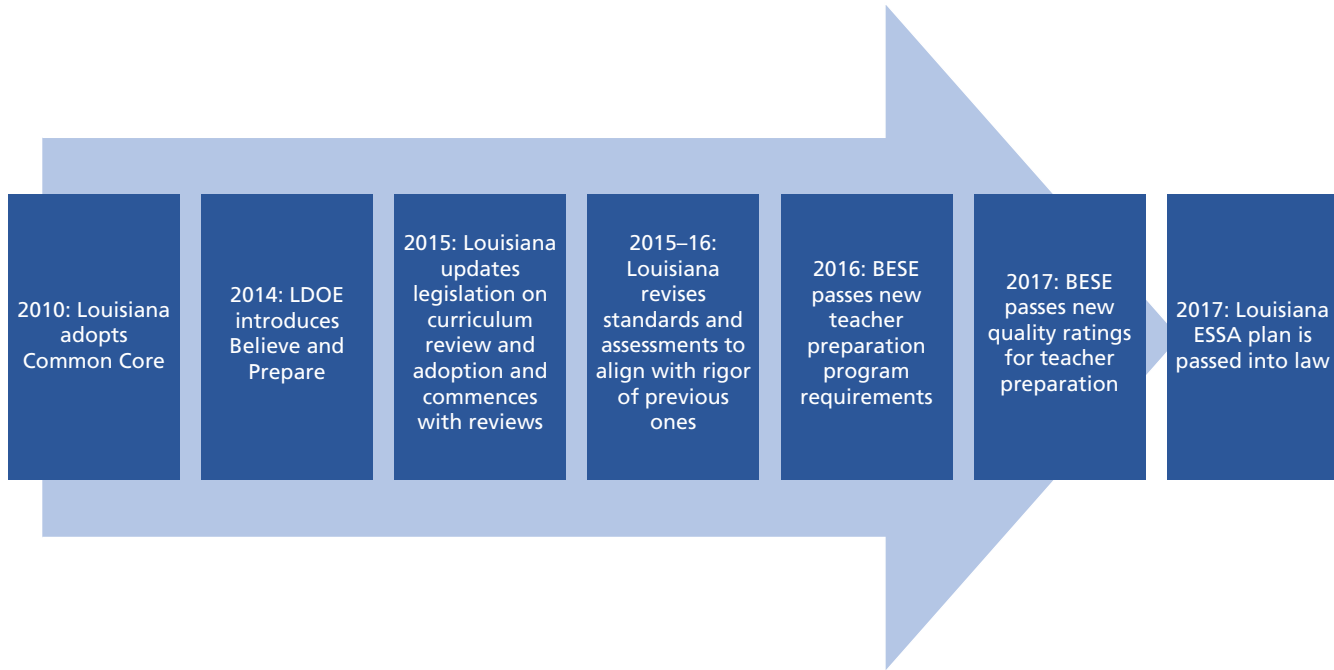 2010: Louisiana
adopts
Common Core
2014: LDOE
introduces
Believe and
Prepare
2015: Louisiana
updates
legislation on
curriculum
review and
adoption and
commences
with reviews
2015–16:
Louisiana
revises
standards and
assessments to
align with rigor
of previous
ones
2016: BESE
passes new
teacher
preparation
program
requirements
2017: BESE
passes new
quality ratings
for teacher
preparation
2017: Louisiana
ESSA plan is
passed into law